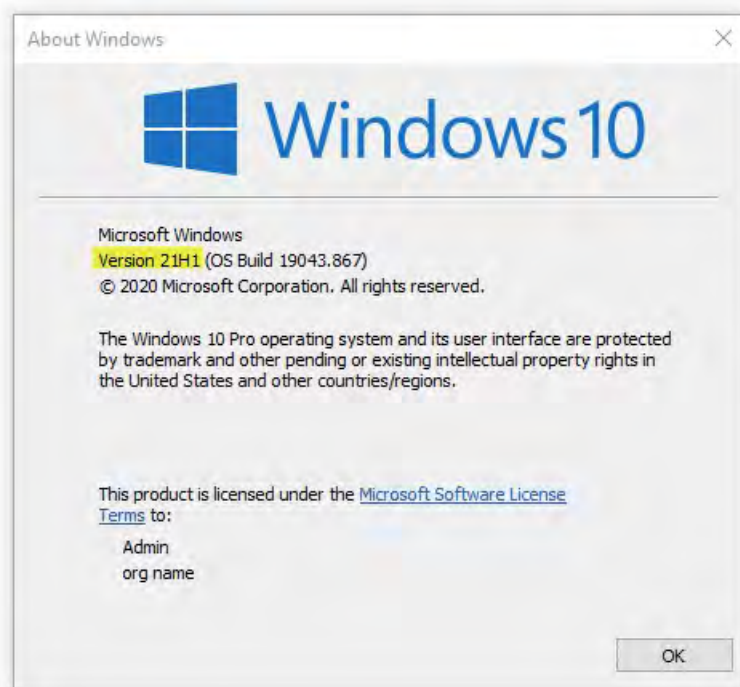 About Windows
Windows 10
Microsoft Windows
Version 21H1 (OS Build 19043.867)
© 2020 Microsoft Corporation. All rights reserved.
The Windows 10 Pro operating system and its user interface are protected
by trademark and other pending or existing intellectual property rights in
the United States and other countries/regions.
This product is licensed under the Microsoft Software License
Terms to:
Admin
org name
OK